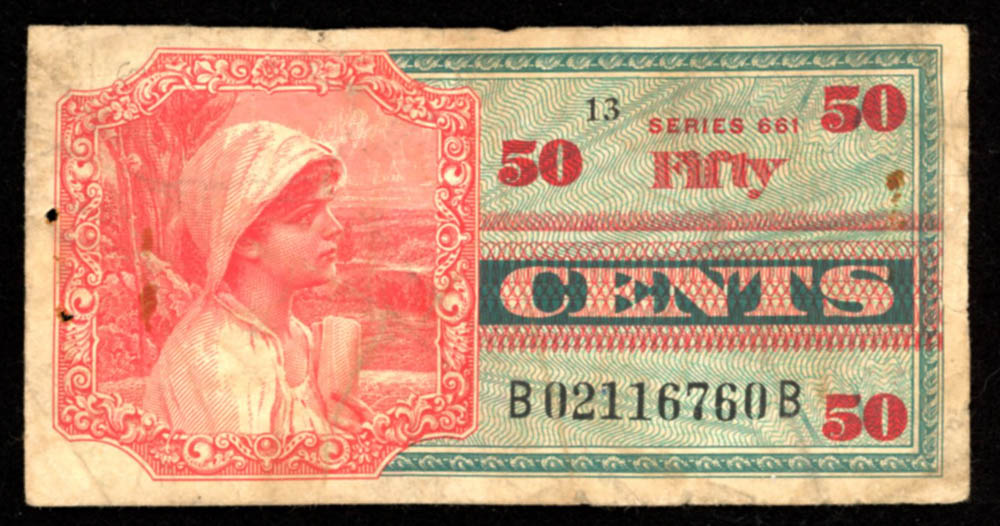 13
SERIES 661
50
50
Fifty
CENTS
B02116760B
50